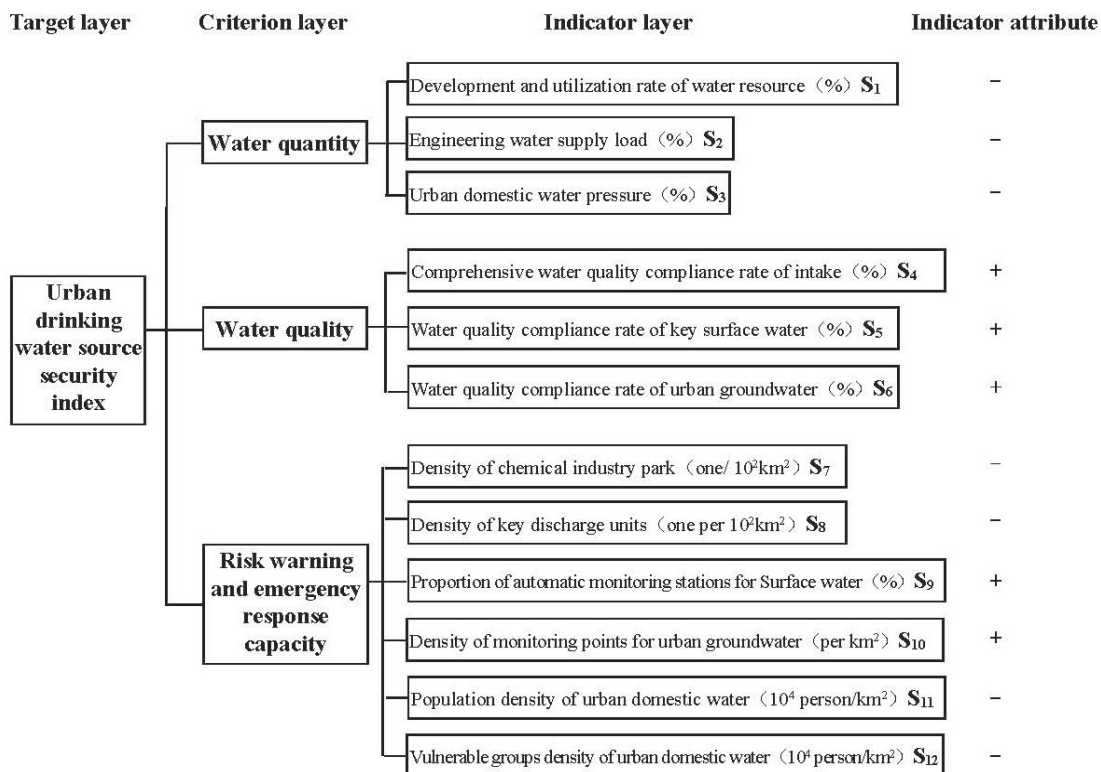 Target layer Criterion layer Indicator layer Indicator attribute
Development and utilization rate of water resource（%）S1 −
Water quantity Engineering water supply load（%）S2 −
Urban domestic water pressure（%）S3 −
Comprehensive water quality compliance rate of intake（%）S4 +
Urban
drinking
water source
security
index
Water quality Water quality compliance rate of key surface water（%）S5 +
Water quality compliance rate of urban groundwater（%）S6 +
Density of chemical industry park（one/ 10²km²）S7 −
Density of key discharge units（one per 10²km²）S8 −
Risk warning
and emergency
response
capacity
Proportion of automatic monitoring stations for Surface water（%）S9 +
Density of monitoring points for urban groundwater（per km²）S10 +
Population density of urban domestic water（10⁴ person/km²）S11 −
Vulnerable groups density of urban domestic water（10⁴ person/km²）S12 −